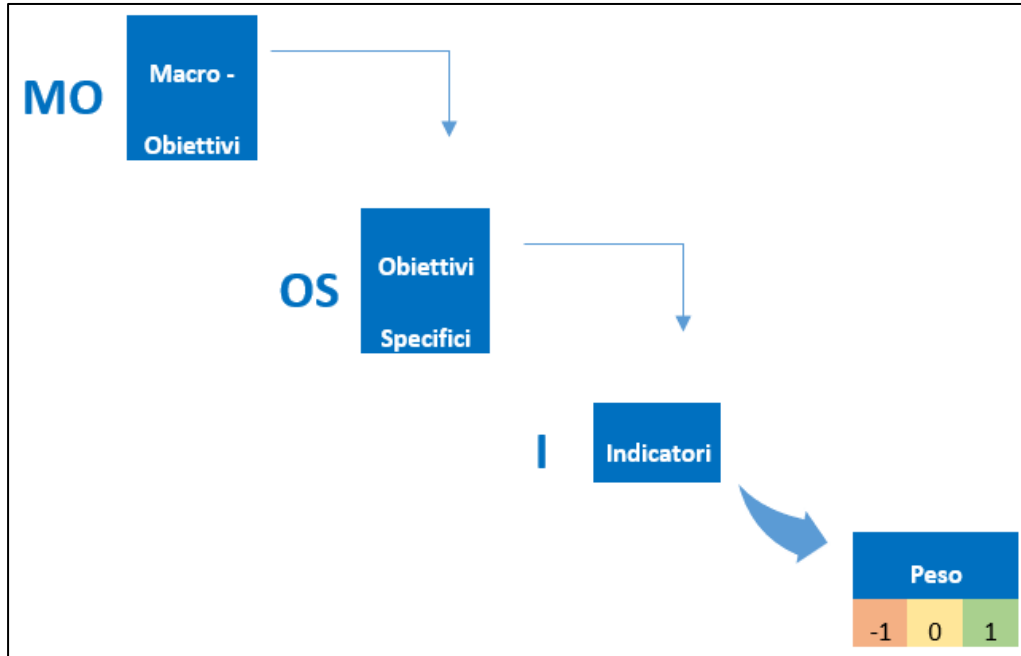 MO
Macro -
Obiettivi
OS
Obiettivi
Specifici
I
Indicatori
Peso
-1 0 1